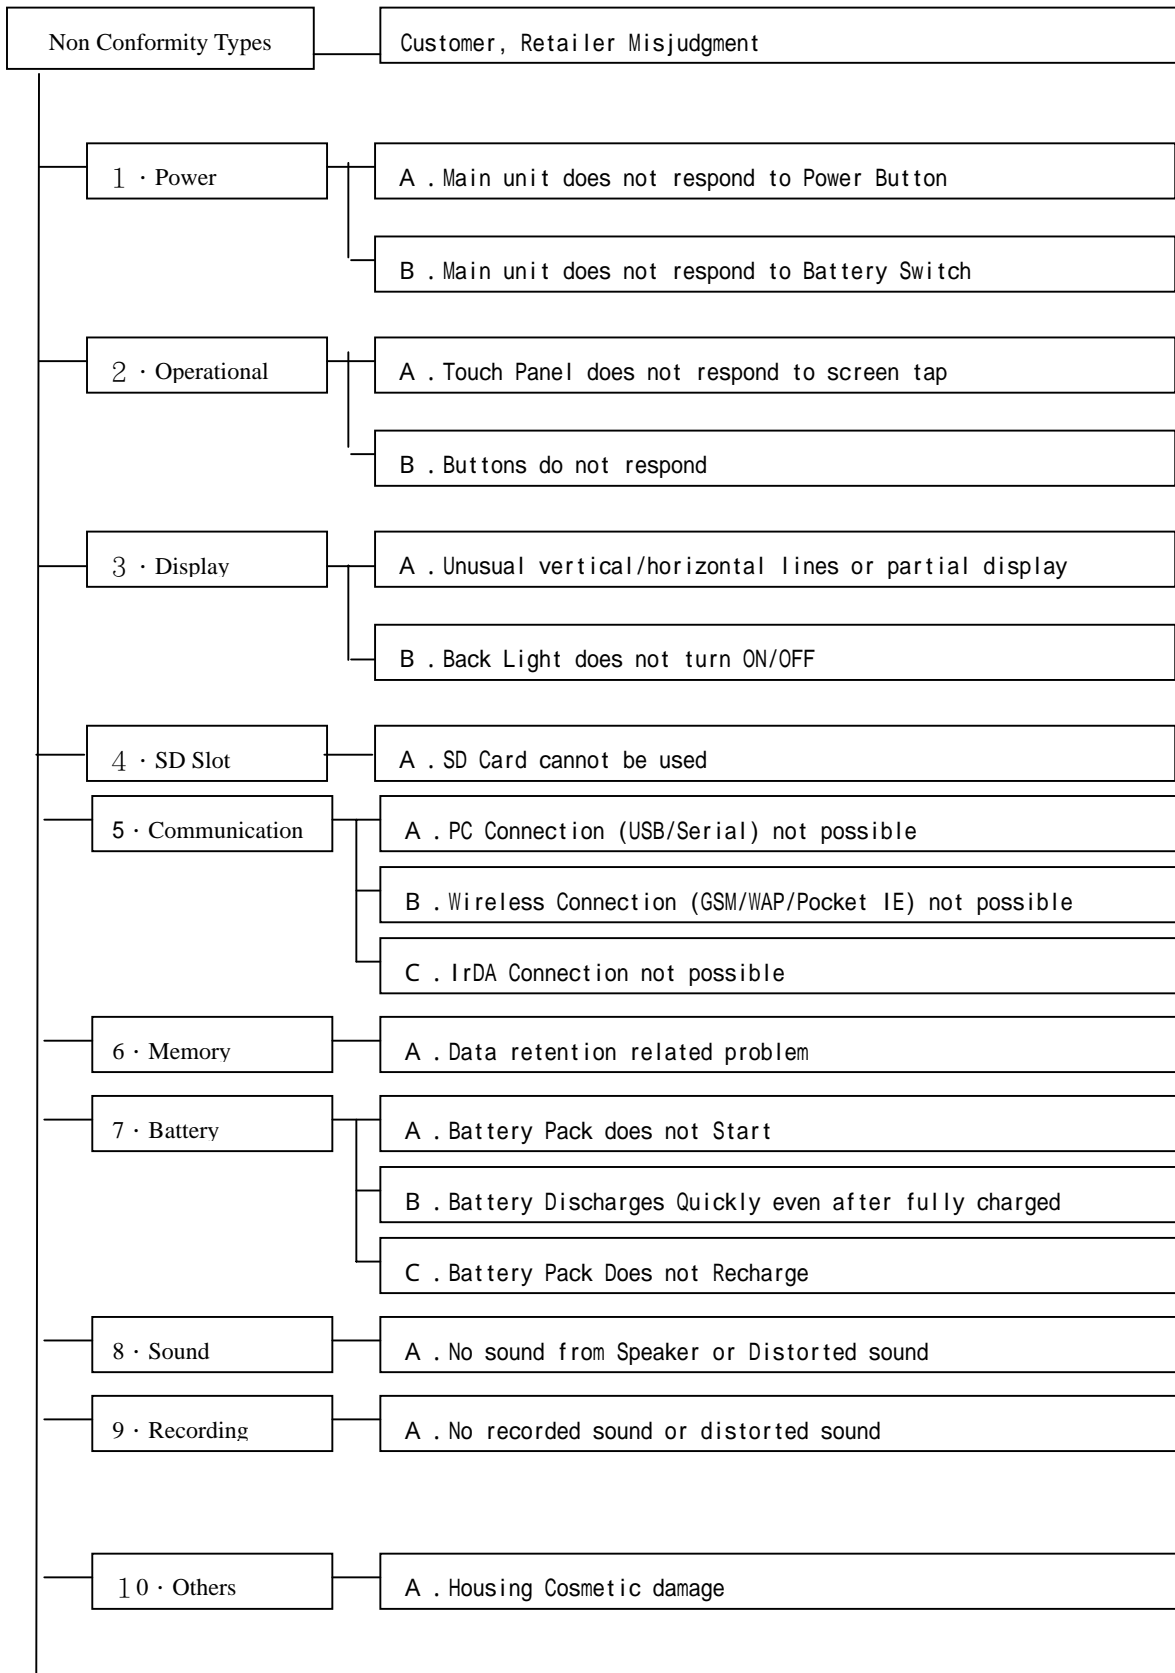 Non Conformity Types
Customer, Retailer Misjudgment
1・Power
A．Main unit does not respond to Power Button
B．Main unit does not respond to Battery Switch
2・Operational
A．Touch Panel does not respond to screen tap
B．Buttons do not respond
3・Display
A．Unusual vertical/horizontal lines or partial display
B．Back Light does not turn ON/OFF
4・SD Slot
A．SD Card cannot be used
5・Communication
A．PC Connection (USB/Serial) not possible
B．Wireless Connection (GSM/WAP/Pocket IE) not possible
C．IrDA Connection not possible
6・Memory
A．Data retention related problem
7・Battery
A．Battery Pack does not Start
B．Battery Discharges Quickly even after fully charged
C．Battery Pack Does not Recharge
8・Sound
A．No sound from Speaker or Distorted sound
9・Recording
A．No recorded sound or distorted sound
10・Others
A．Housing Cosmetic damage